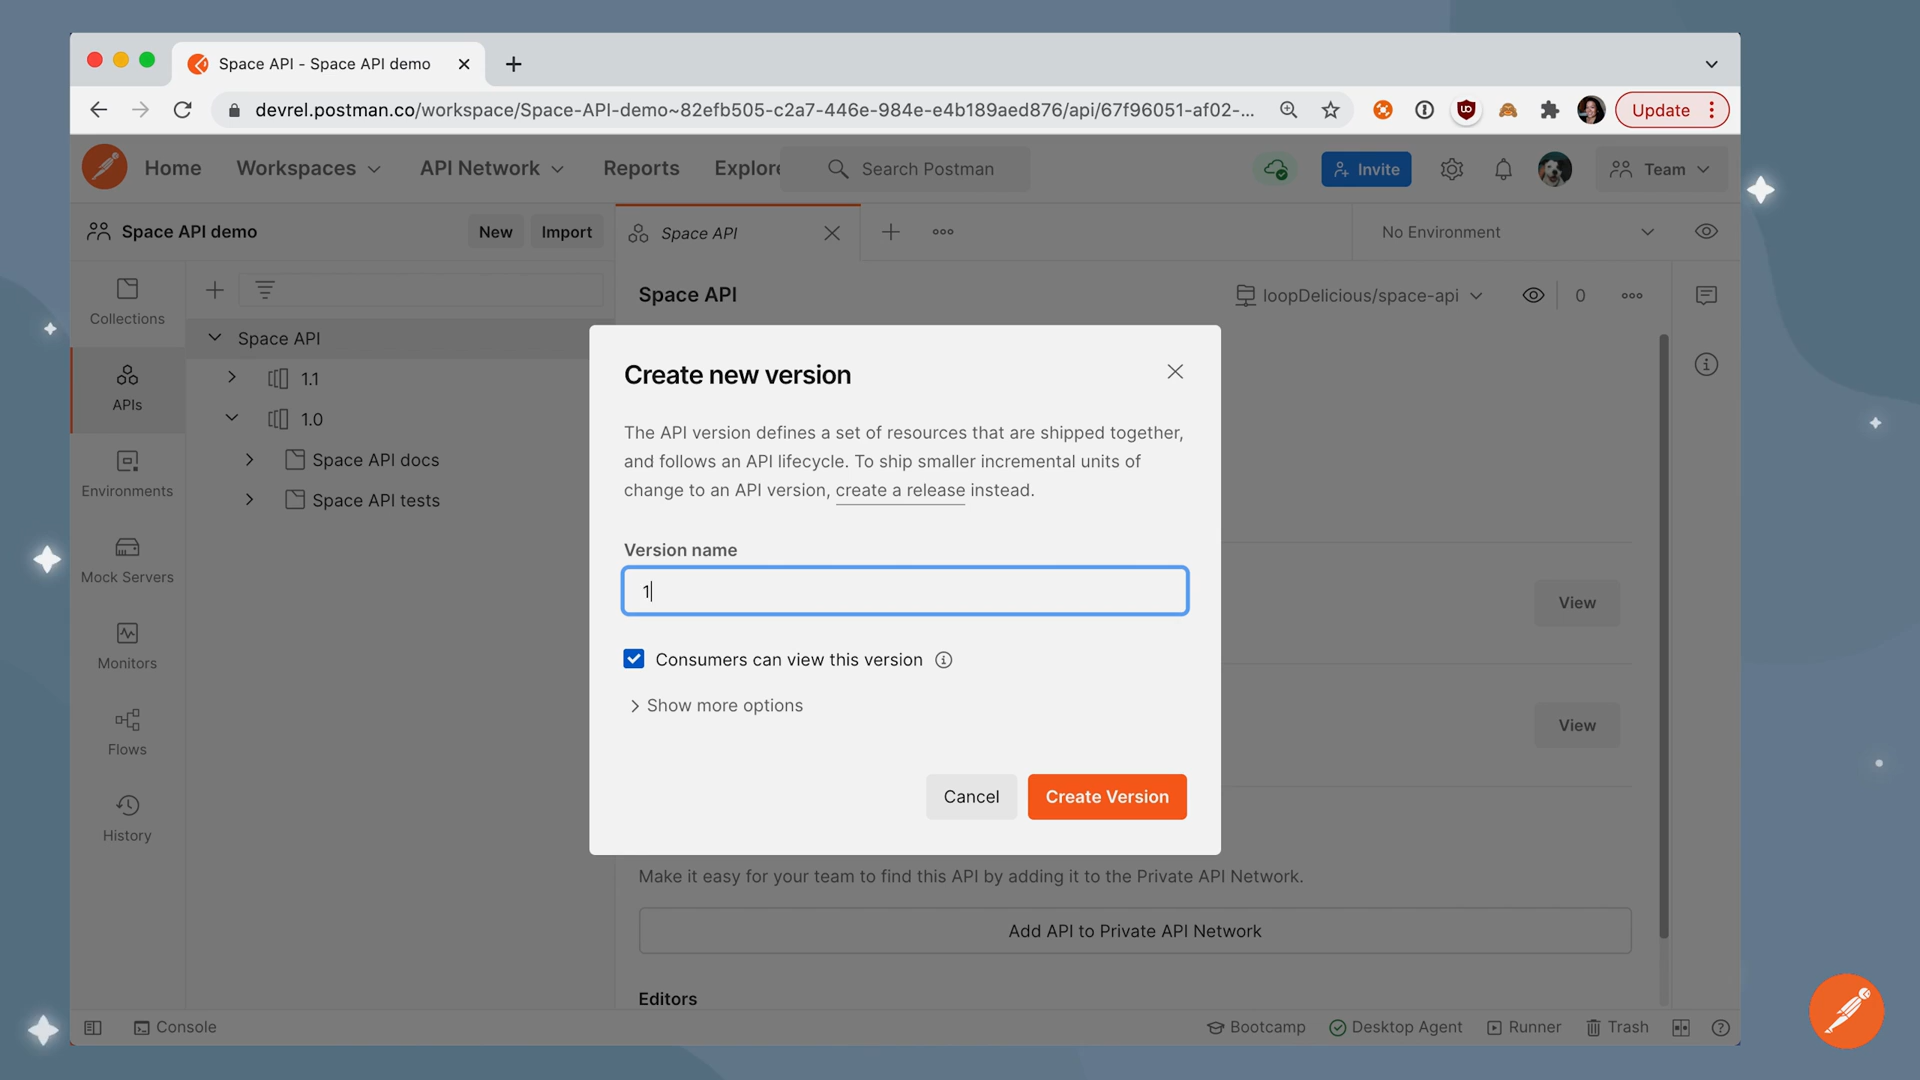 Space API - Space API demo
devrel.postman.co/workspace/Space-API-demo~82efb505-c2a7-446e-984e-e4b189aed876/api/67f96051-af02-...
Update
Home
Workspaces
API Network
Reports
Explore
Search Postman
Invite
Team
Space API demo
New
Import
Space API
No Environment
Collections
APIs
Environments
Mock Servers
Monitors
Flows
History
Space API
1.1
1.0
Space API docs
Space API tests
Space API
loopDelicious/space-api
0
Create new version
The API version defines a set of resources that are shipped together,
and follows an API lifecycle. To ship smaller incremental units of
change to an API version, create a release instead.
Version name
1
Consumers can view this version
Show more options
Cancel
Create Version
View
View
Make it easy for your team to find this API by adding it to the Private API Network.
Add API to Private API Network
Editors
Console
Bootcamp
Desktop Agent
Runner
Trash